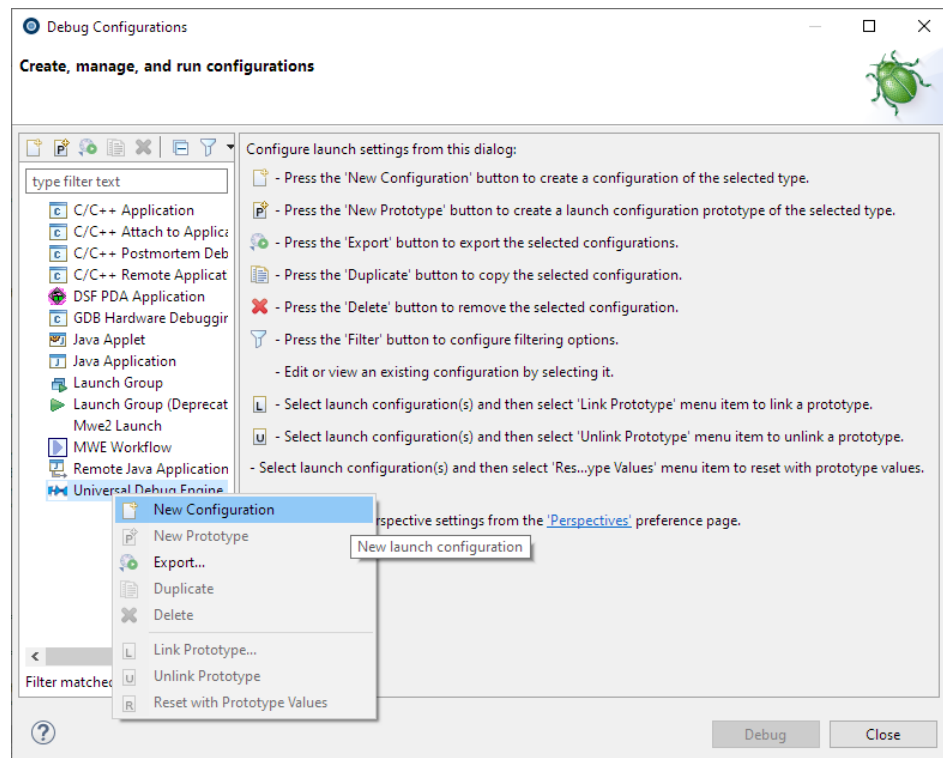 Debug Configurations
Create, manage, and run configurations
type filter text
C/C++ Application
C/C++ Attach to Applica
C/C++ Postmortem Deb
C/C++ Remote Applicat
DSF PDA Application
GDB Hardware Debuggir
Java Applet
Java Application
Launch Group
Launch Group (Deprecat
Mwe2 Launch
MWE Workflow
Remote Java Application
Universal Debug Engine
Filter matched
Configure launch settings from this dialog:
- Press the 'New Configuration' button to create a configuration of the selected type.
- Press the 'New Prototype' button to create a launch configuration prototype of the selected type.
- Press the 'Export' button to export the selected configurations.
- Press the 'Duplicate' button to copy the selected configuration.
- Press the 'Delete' button to remove the selected configuration.
- Press the 'Filter' button to configure filtering options.
- Edit or view an existing configuration by selecting it.
- Select launch configuration(s) and then select 'Link Prototype' menu item to link a prototype.
- Select launch configuration(s) and then select 'Unlink Prototype' menu item to unlink a prototype.
- Select launch configuration(s) and then select 'Res...ype Values' menu item to reset with prototype values.
rspective settings from the 'Perspectives' preference page.
New Configuration
New Prototype
Export...
Duplicate
Delete
Link Prototype...
Unlink Prototype
Reset with Prototype Values
New launch configuration
Debug
Close